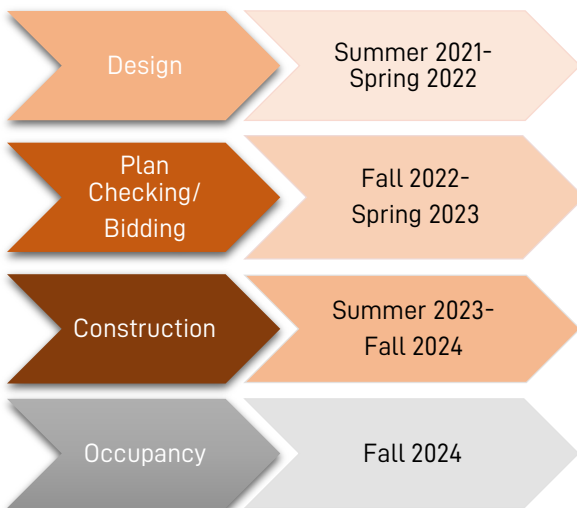 Design
Summer 2021-
Spring 2022
Plan
Checking/
Bidding
Fall 2022-
Spring 2023
Construction
Summer 2023-
Fall 2024
Occupancy
Fall 2024